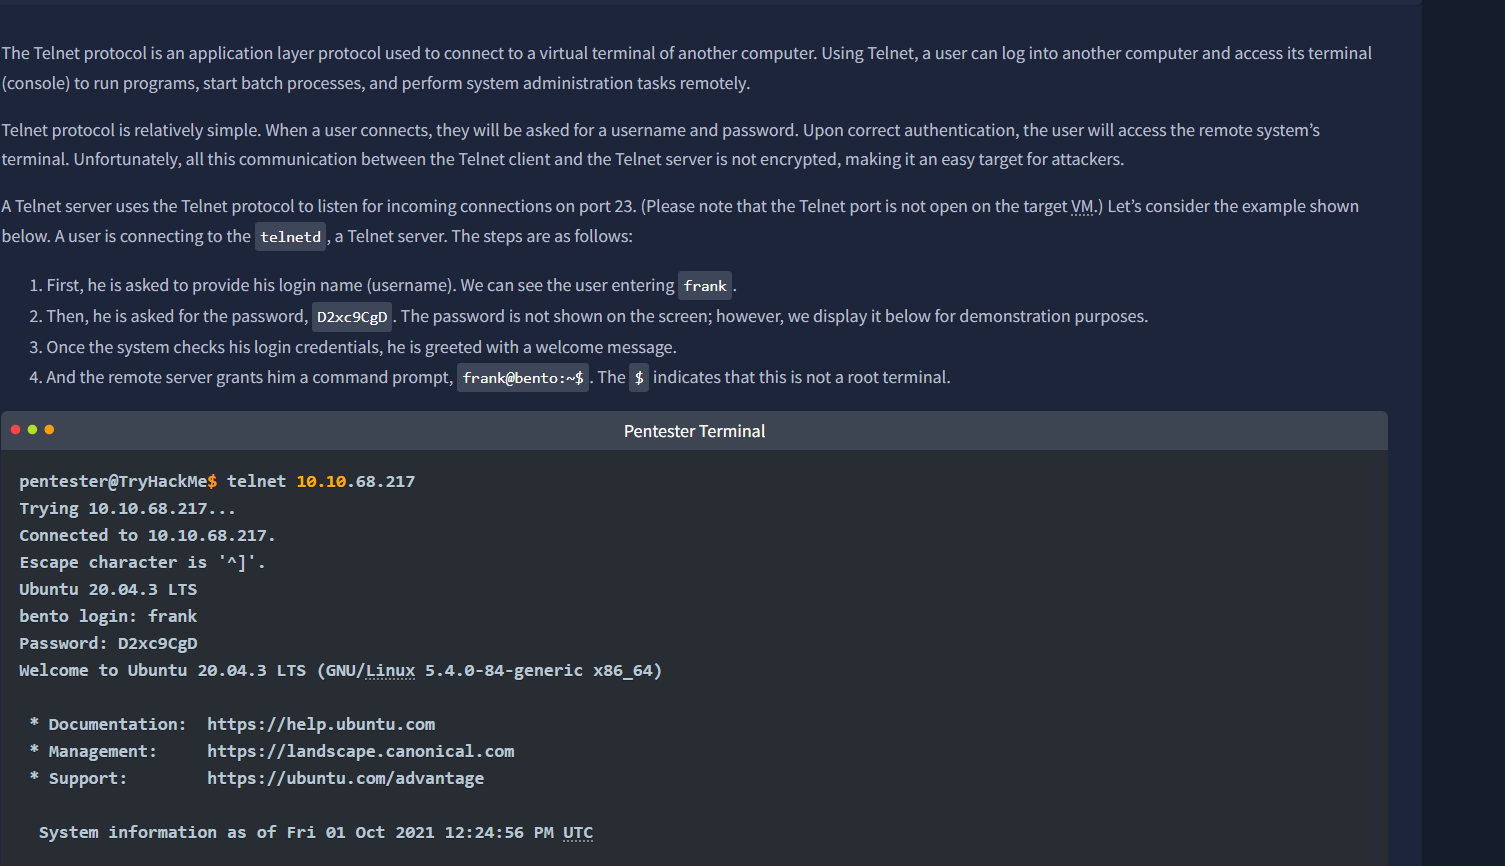 The Telnet protocol is an application layer protocol used to connect to a virtual terminal of another computer. Using Telnet, a user can log into another computer and access its terminal
(console) to run programs, start batch processes, and perform system administration tasks remotely.
Telnet protocol is relatively simple. When a user connects, they will be asked for a username and password. Upon correct authentication, the user will access the remote system’s
terminal. Unfortunately, all this communication between the Telnet client and the Telnet server is not encrypted, making it an easy target for attackers.
A Telnet server uses the Telnet protocol to listen for incoming connections on port 23. (Please note that the Telnet port is not open on the target VM.) Let’s consider the example shown
below. A user is connecting to the telnetd, a Telnet server. The steps are as follows:
1. First, he is asked to provide his login name (username). We can see the user entering frank.
2. Then, he is asked for the password, D2xc9CgD. The password is not shown on the screen; however, we display it below for demonstration purposes.
3. Once the system checks his login credentials, he is greeted with a welcome message.
4. And the remote server grants him a command prompt, frank@bento:~$. The $ indicates that this is not a root terminal.
Pentester Terminal
pentester@TryHackMe$ telnet 10.10.68.217
Trying 10.10.68.217...
Connected to 10.10.68.217.
Escape character is '^]'.
Ubuntu 20.04.3 LTS
bento login: frank
Password: D2xc9CgD
Welcome to Ubuntu 20.04.3 LTS (GNU/Linux 5.4.0-84-generic x86_64)
* Documentation: https://help.ubuntu.com
* Management: https://landscape.canonical.com
* Support: https://ubuntu.com/advantage
System information as of Fri 01 Oct 2021 12:24:56 PM UTC